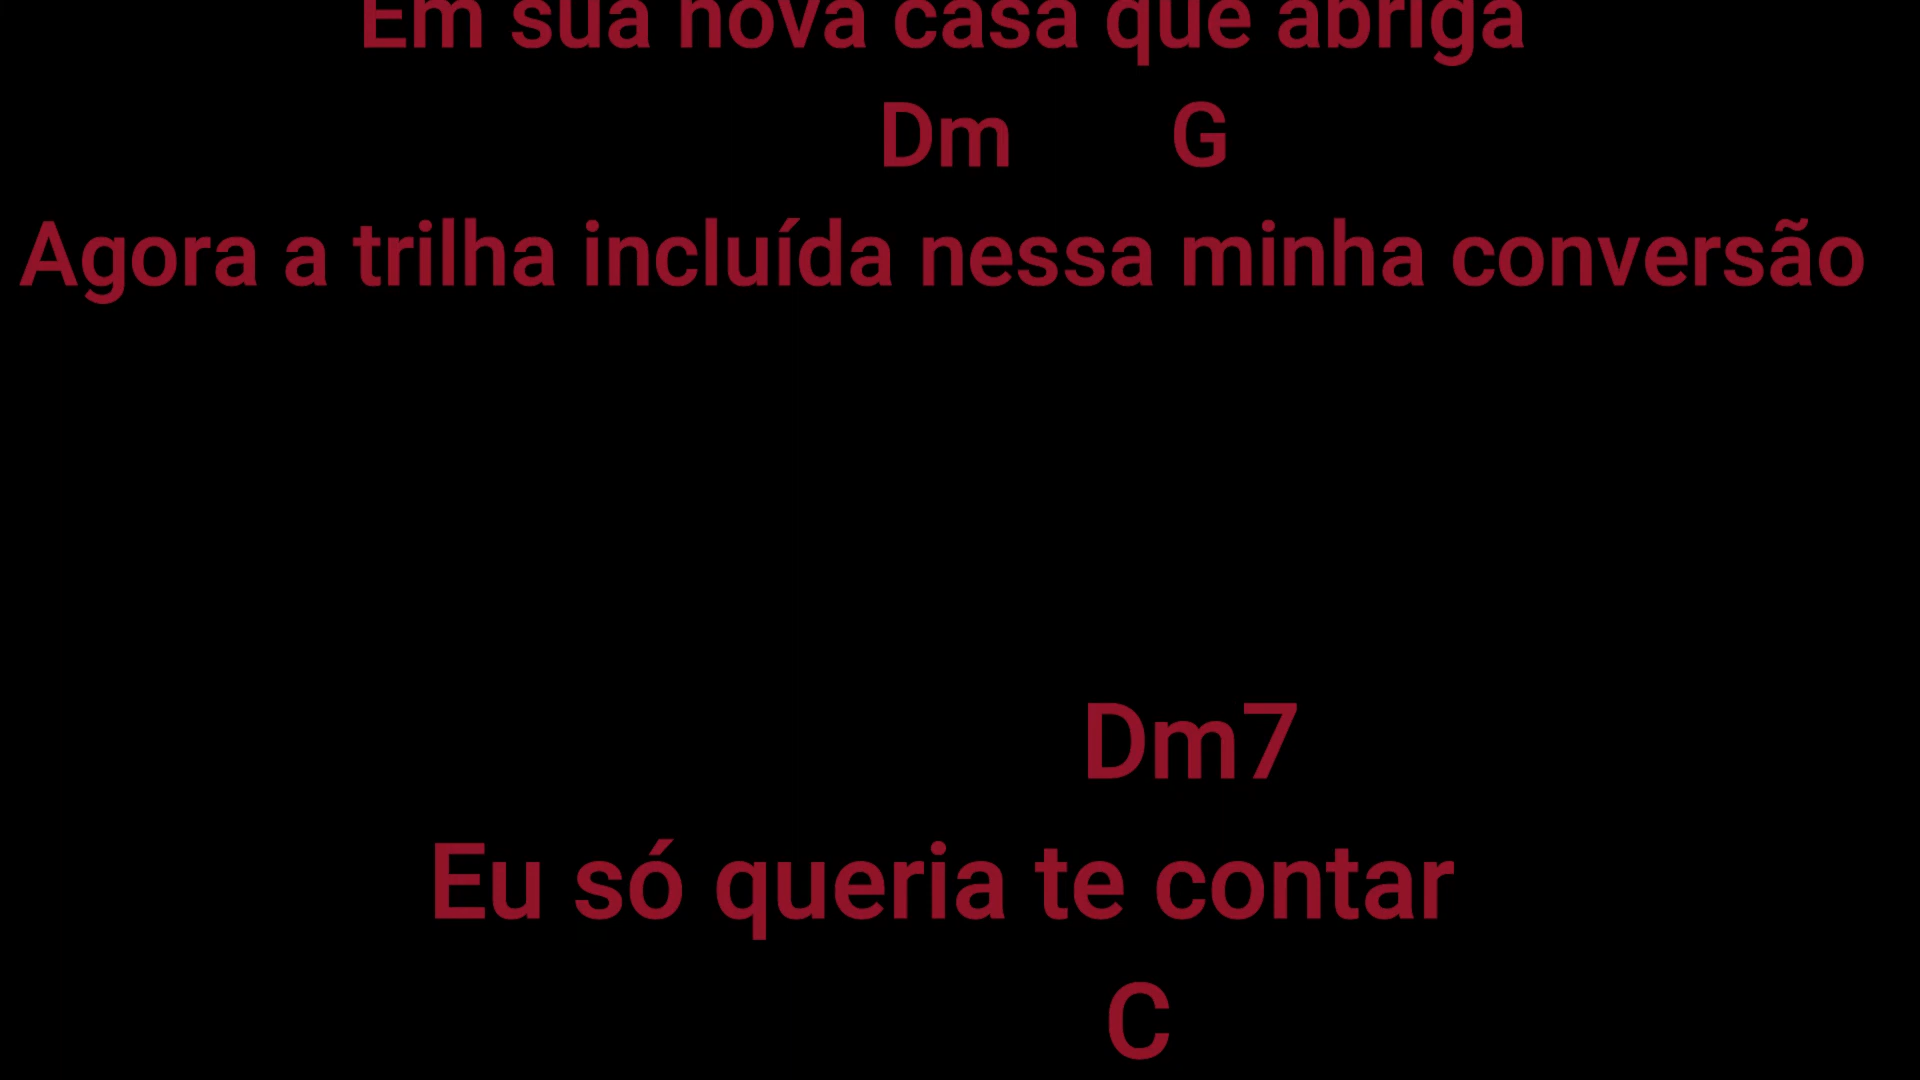 Em sua nova casa que abriga
Dm G
Agora a trilha incluída nessa minha conversão
Dm7
Eu só queria te contar
C